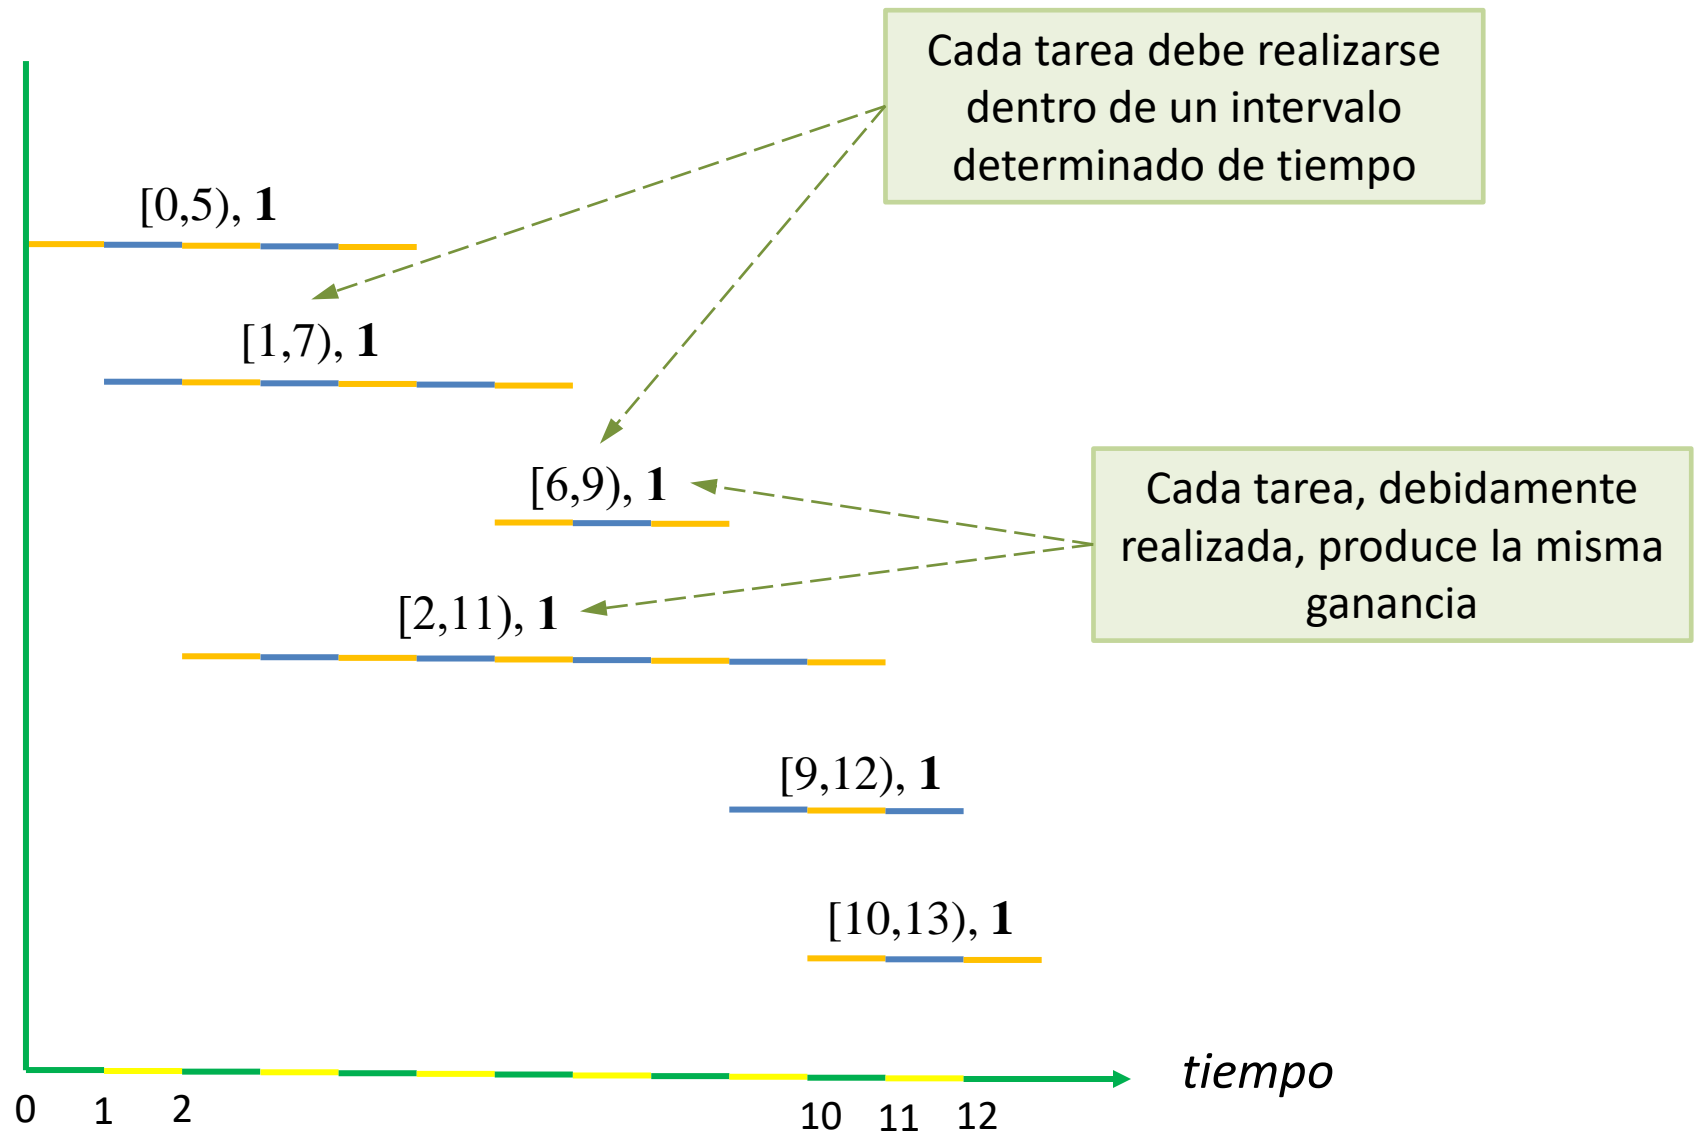 Cada tarea debe realizarse
dentro de un intervalo
determinado de tiempo
[0,5), 1
[1,7), 1
[6,9), 1
Cada tarea, debidamente
realizada, produce la misma
ganancia
[2,11), 1
[9,12), 1
[10,13), 1
tiempo
0 1 2 10 11 12